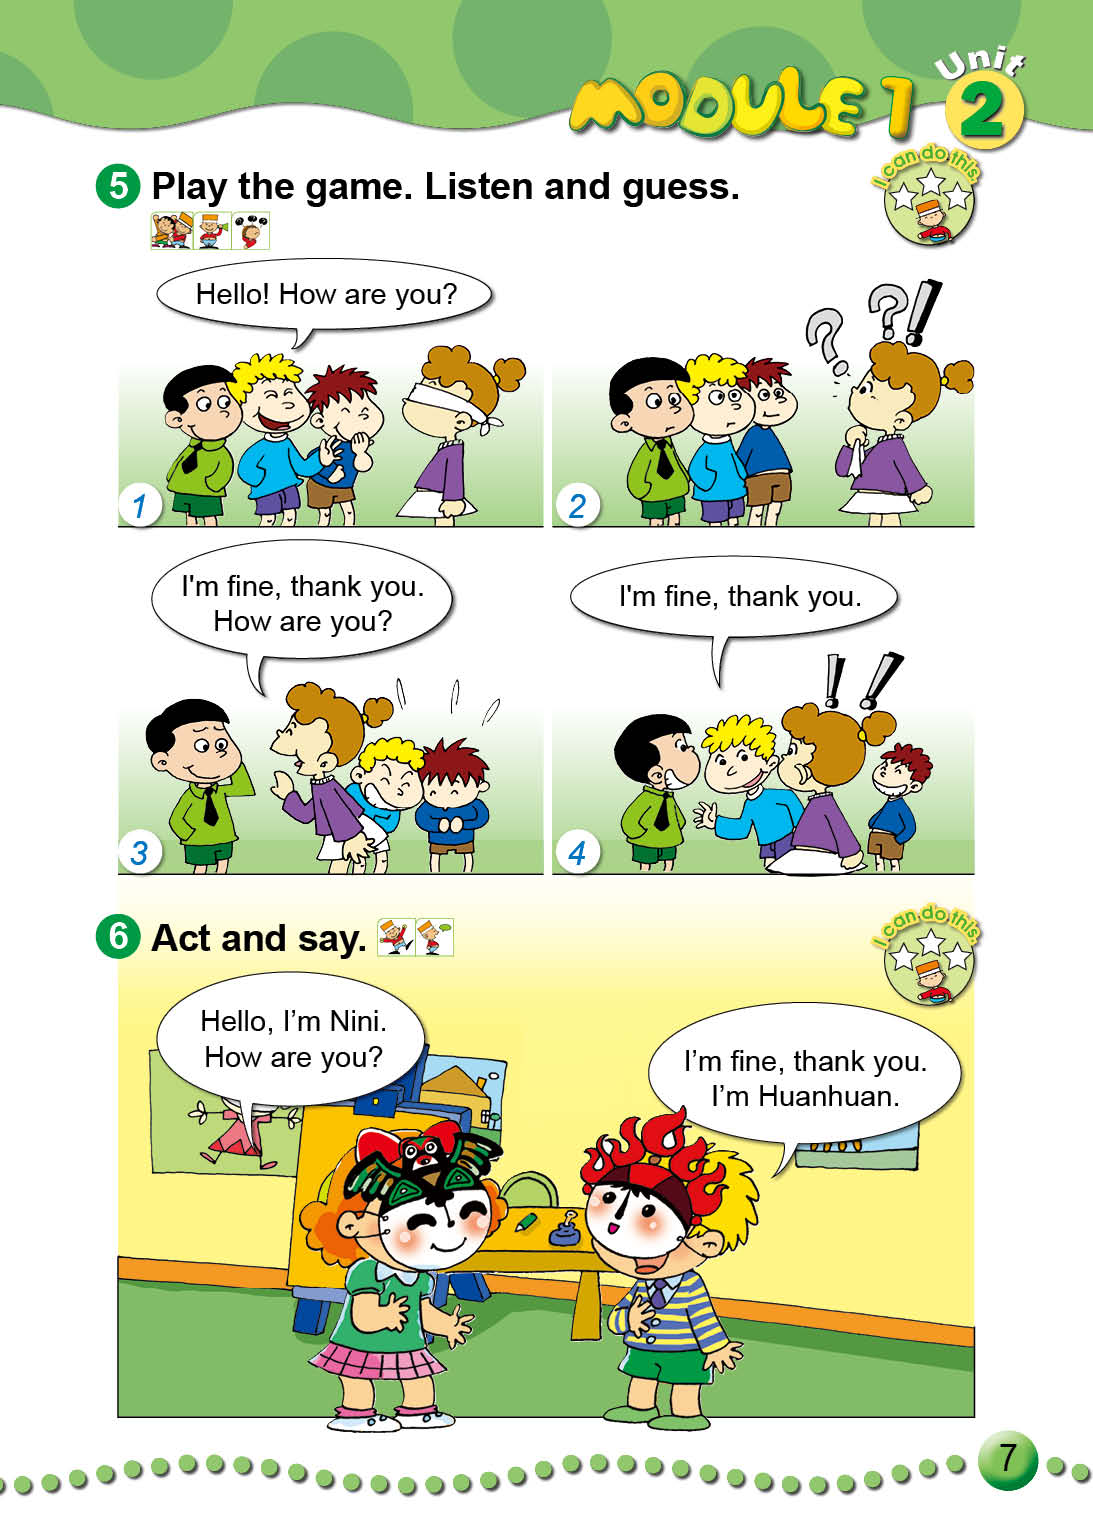 MODULE 1
Unit
2
5 Play the game. Listen and guess.
I can do this.
Hello! How are you?
1
2
I'm fine, thank you.
How are you?
I'm fine, thank you.
3
4
6 Act and say.
I can do this.
Hello, I’m Nini.
How are you?
I’m fine, thank you.
I’m Huanhuan.
7